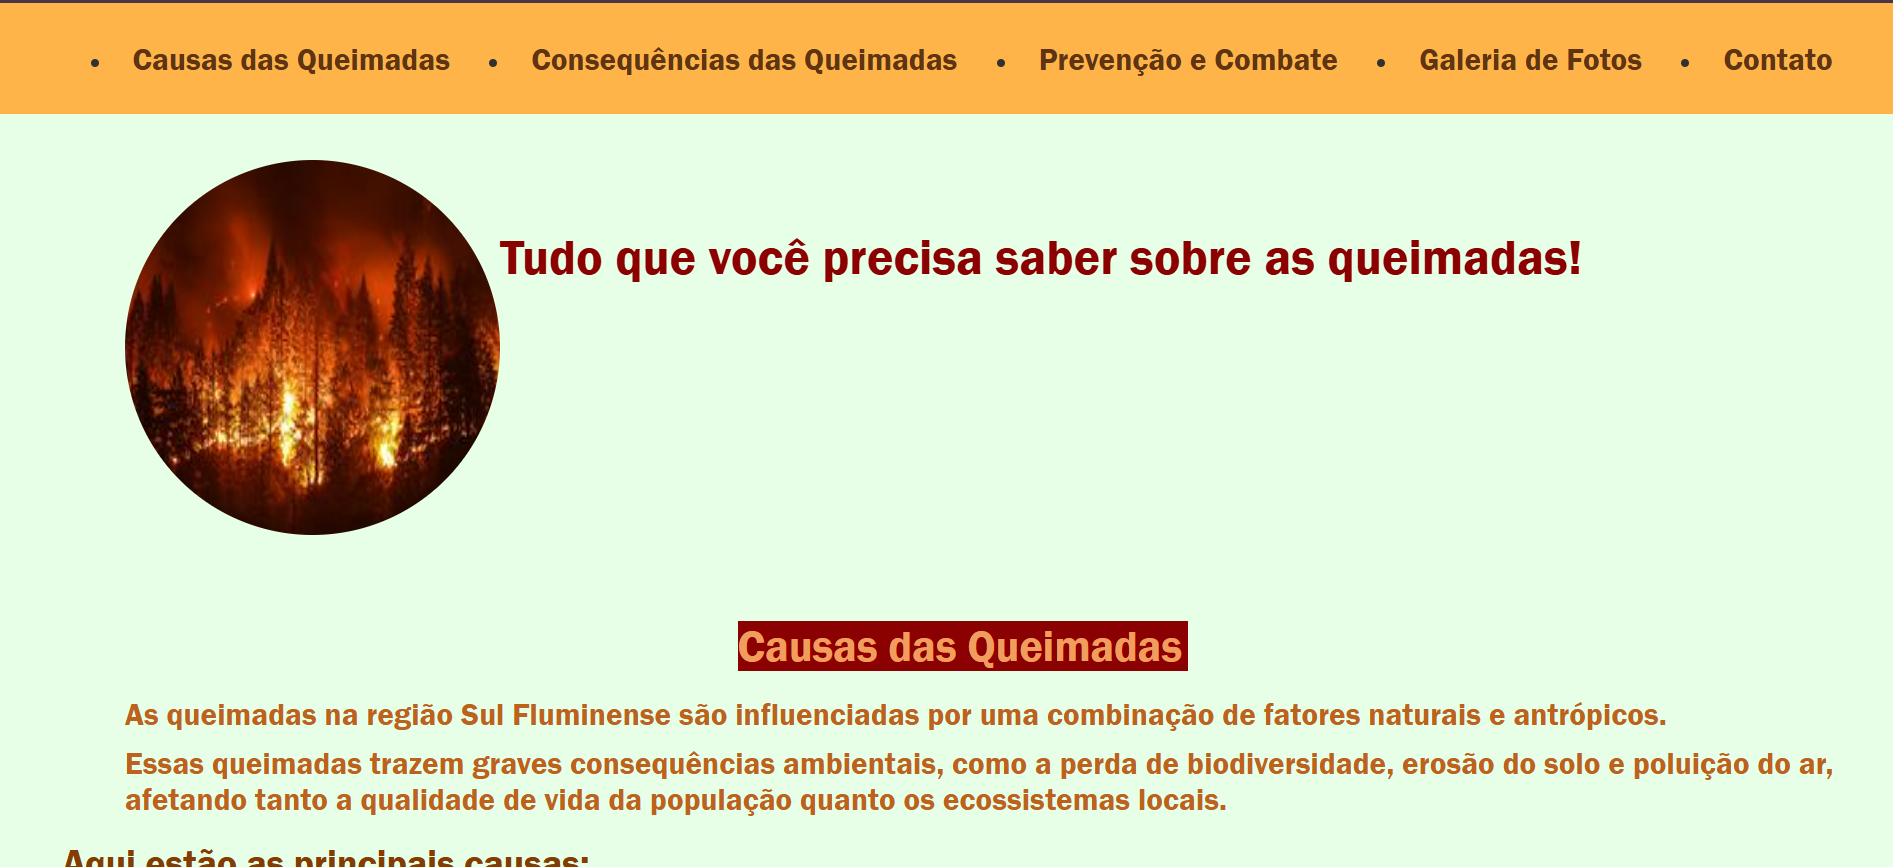 • Causas das Queimadas • Consequências das Queimadas • Prevenção e Combate • Galeria de Fotos • Contato
Tudo que você precisa saber sobre as queimadas!
Causas das Queimadas
As queimadas na região Sul Fluminense são influenciadas por uma combinação de fatores naturais e antrópicos.
Essas queimadas trazem graves consequências ambientais, como a perda de biodiversidade, erosão do solo e poluição do ar,
afetando tanto a qualidade de vida da população quanto os ecossistemas locais.
Aqui estão as principais causas: